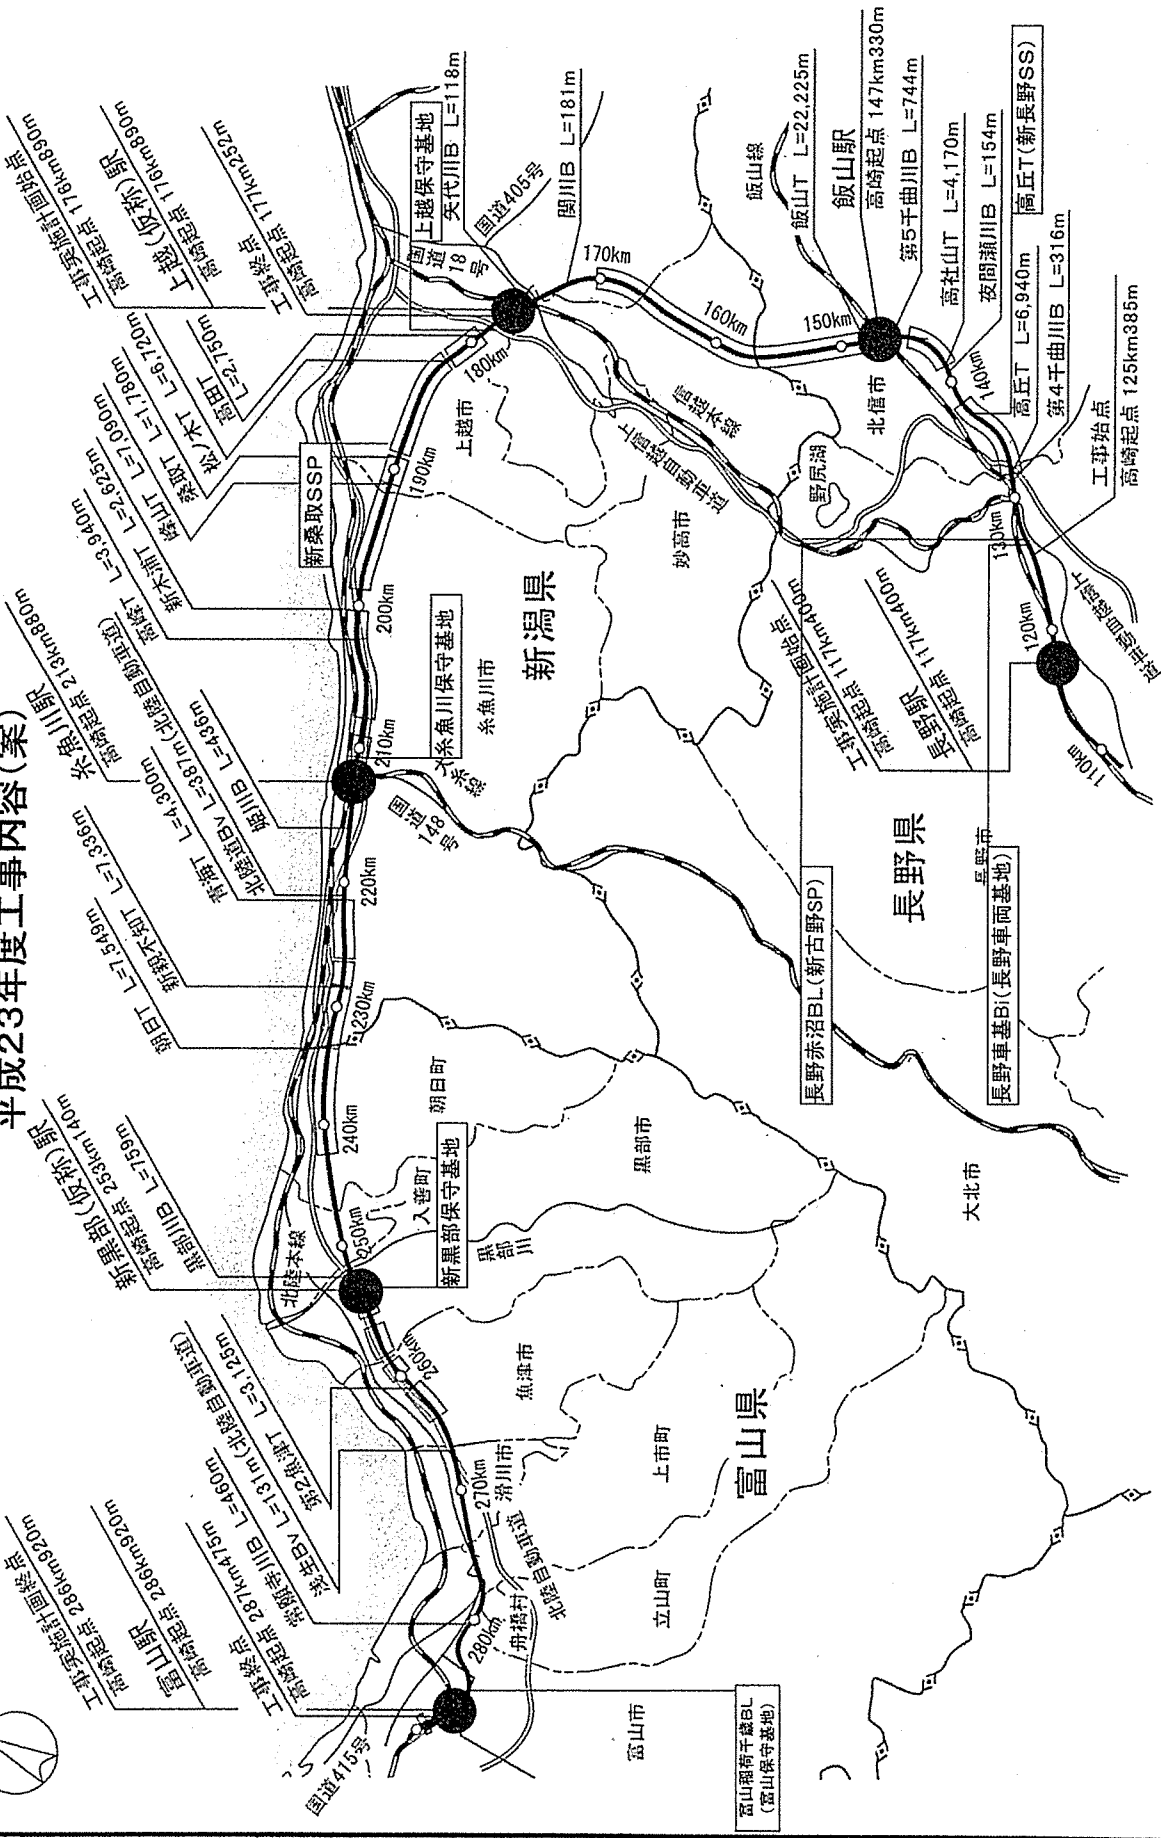 平成23年度工事内容(案)
工事実施計画終点
高崎起点 286km920m
富山駅
高崎起点 286km920m
工事終点
高崎起点 287km475m
常願寺川B L=460m
浅生Bv L=131m(北陸自動車道)
第2魚津T L=3,125m
新黒部(仮称)駅
高崎起点 253km140m
黒部川B L=759m
朝日T L=7,549m
新親不知T L=7,336m
青海T L=4,300m
北陸道Bv L=387m(北陸自動車道)
姫川B L=436m
糸魚川駅
高崎起点 213km880m
高峰T L=3,940m
新木浦T L=2,625m
峰山T L=7,090m
桑取T L=1,780m
松ノ木T L=6,720m
高田T L=2,750m
工事実施計画始点
高崎起点 176km890m
上越(仮称)駅
高崎起点 176km890m
工事終点
高崎起点 177km252m
上越保守基地
矢代川B L=118m
国道405号
関川B L=181m
国道18号
新桑取SSP
糸魚川保守基地
新黒部保守基地
北陸本線
国道415号
280km
270km
260km
250km
240km
230km
220km
210km
200km
190km
180km
170km
160km
150km
140km
130km
120km
110km
富山市
舟橋村
北陸自動車道
滑川市
立山町
上市町
魚津市
富山県
黒部川
入善町
朝日町
黒部市
大北市
国道148号
大糸線
糸魚川市
新潟県
上越市
妙高市
信越本線
上信越自動車道
野尻湖
北信市
飯山線
飯山T L=22,225m
飯山駅
高崎起点 147km330m
第5千曲川B L=744m
高社山T L=4,170m
夜間瀬川B L=154m
高丘T(新長野SS)
高丘T L=6,940m
第4千曲川B L=316m
工事始点
高崎起点 125km385m
工事実施計画始点
高崎起点 117km400m
長野駅
高崎起点 117km400m
上信越自動車道
長野県
長野市
長野赤沼BL(新古野SP)
長野車基Bi(長野車両基地)
富山稲荷千歳BL
(富山保守基地)